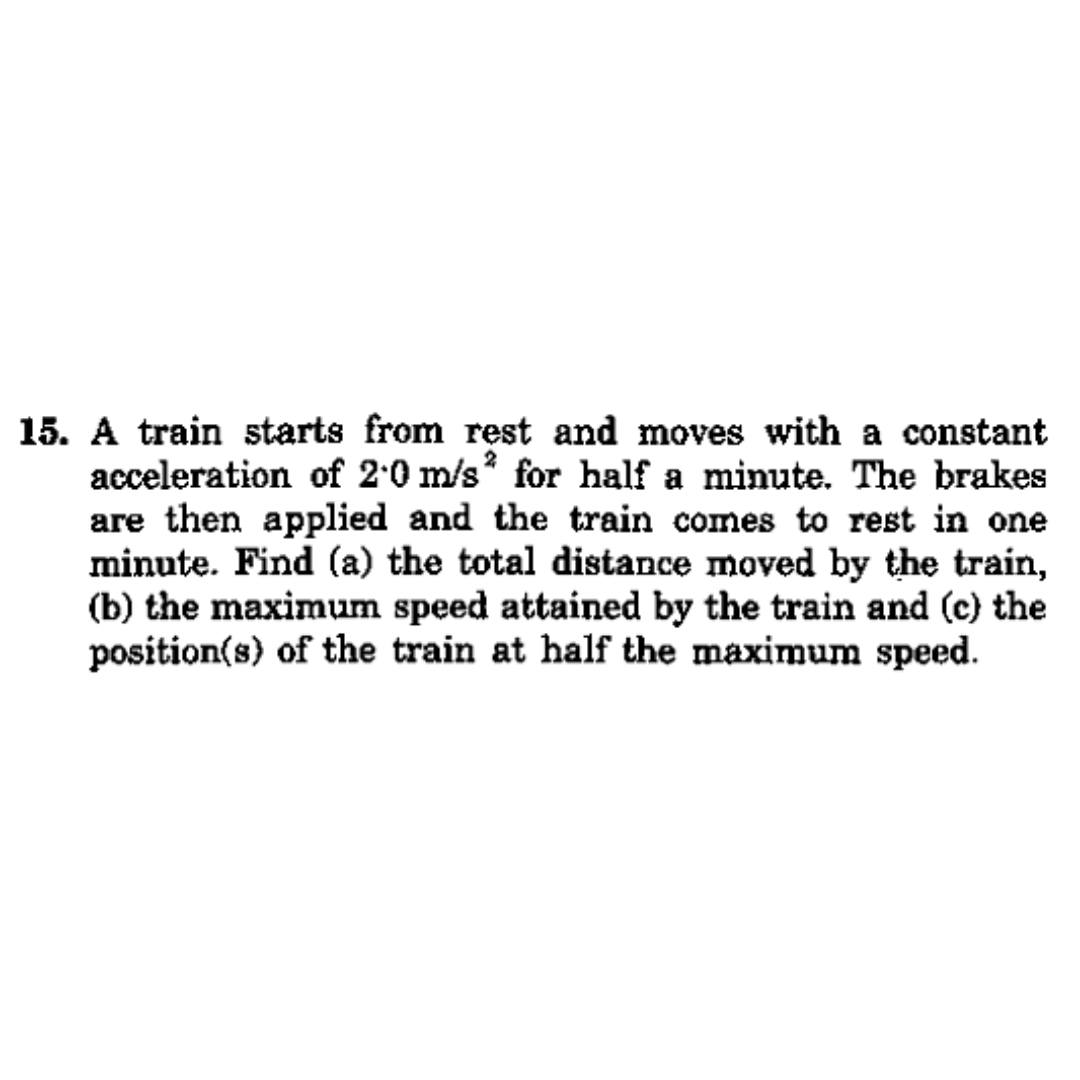 15. A train starts from rest and moves with a constant
acceleration of 2·0 m/s² for half a minute. The brakes
are then applied and the train comes to rest in one
minute. Find (a) the total distance moved by the train,
(b) the maximum speed attained by the train and (c) the
position(s) of the train at half the maximum speed.